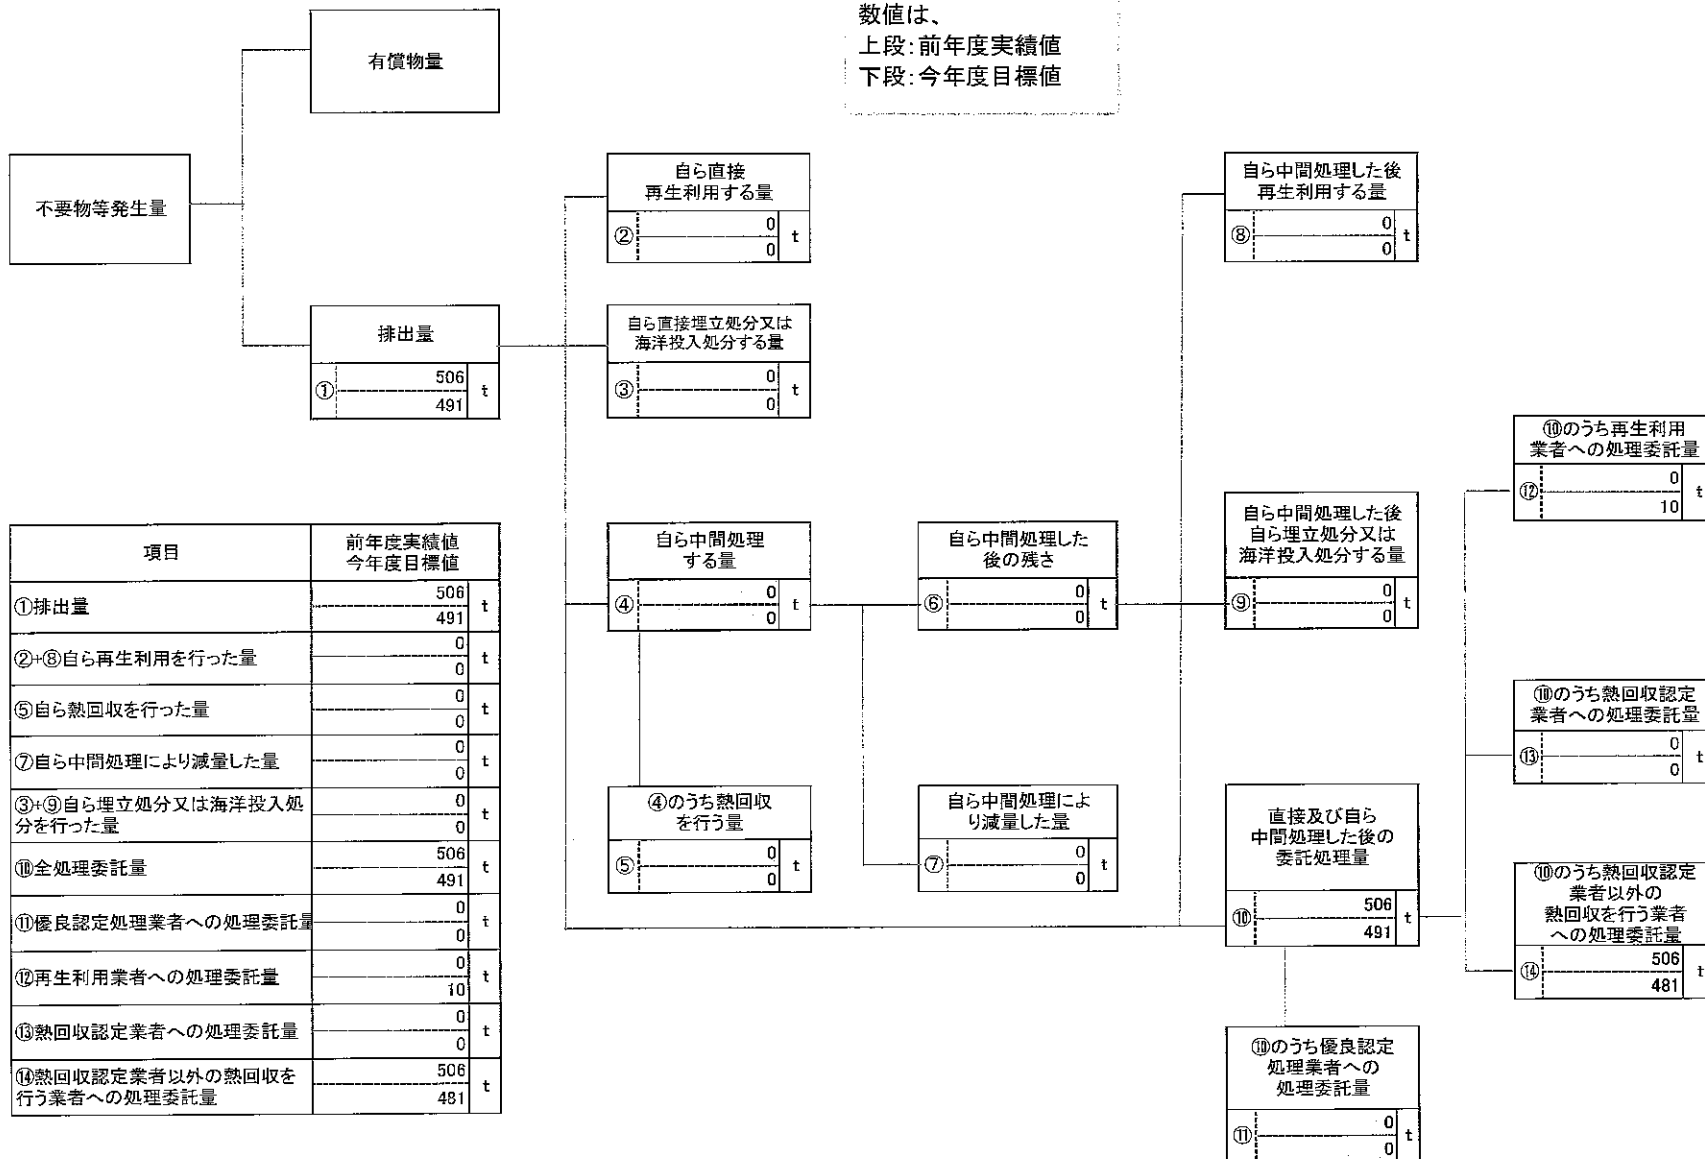 数値は、
上段:前年度実績値
下段:今年度目標値
有償物量
不要物等発生量
排出量
①
506
491
t
自ら直接
再生利用する量
②
0
0
t
自ら直接埋立処分又は
海洋投入処分する量
③
0
0
t
自ら中間処理
する量
④
0
0
t
④のうち熱回収
を行う量
⑤
0
0
t
自ら中間処理した
後の残さ
⑥
0
0
t
自ら中間処理によ
り減量した量
⑦
0
0
t
自ら中間処理した後
再生利用する量
⑧
0
0
t
自ら中間処理した後
自ら埋立処分又は
海洋投入処分する量
⑨
0
0
t
直接及び自ら
中間処理した後の
委託処理量
⑩
506
491
t
⑩のうち優良認定
処理業者への
処理委託量
⑪
0
0
t
⑩のうち再生利用
業者への処理委託量
⑫
0
10
t
⑩のうち熱回収認定
業者への処理委託量
⑬
0
0
t
⑩のうち熱回収認定
業者以外の
熱回収を行う業者
への処理委託量
⑭
506
481
t
項目
前年度実績値
今年度目標値
①排出量
506
491
t
②+⑧自ら再生利用を行った量
0
0
t
⑤自ら熱回収を行った量
0
0
t
⑦自ら中間処理により減量した量
0
0
t
③+⑨自ら埋立処分又は海洋投入処
分を行った量
0
0
t
⑩全処理委託量
506
491
t
⑪優良認定処理業者への処理委託量
0
0
t
⑫再生利用業者への処理委託量
0
10
t
⑬熱回収認定業者への処理委託量
0
0
t
⑭熱回収認定業者以外の熱回収を
行う業者への処理委託量
506
481
t